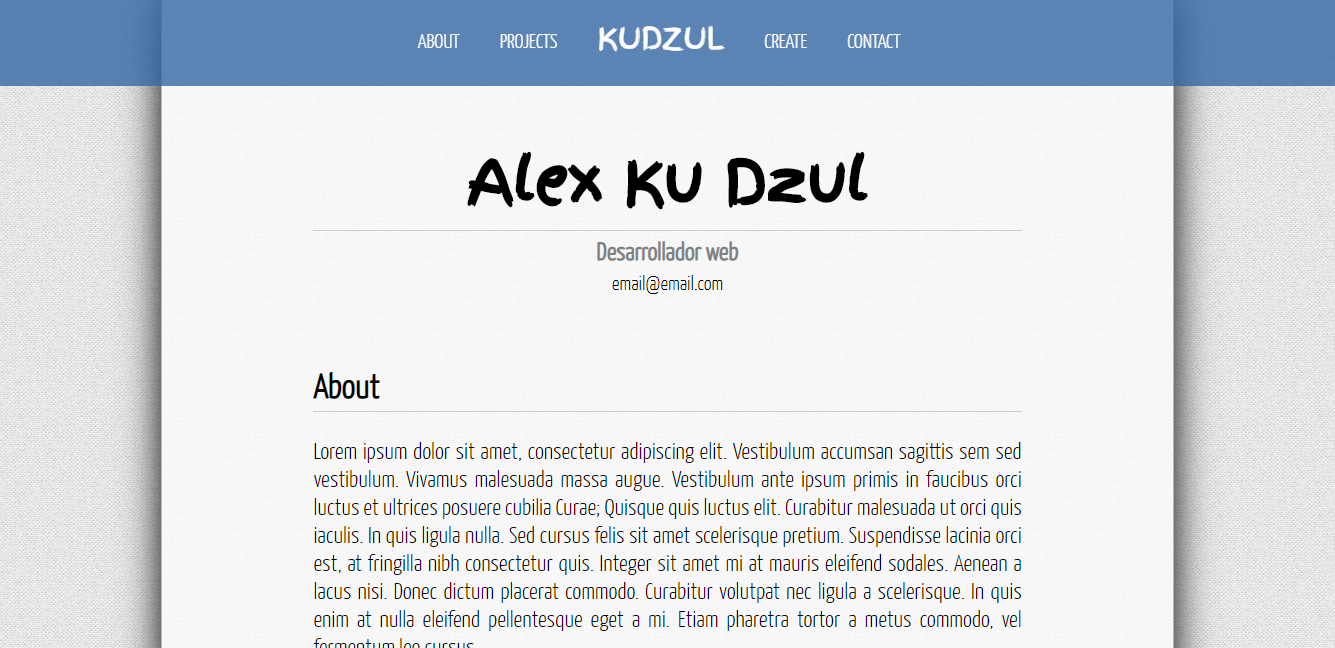 ABOUT PROJECTS KUDZUL CREATE CONTACT
Alex Ku Dzul
Desarrollador web
email@email.com
About
Lorem ipsum dolor sit amet, consectetur adipiscing elit. Vestibulum accumsan sagittis sem sed
vestibulum. Vivamus malesuada massa augue. Vestibulum ante ipsum primis in faucibus orci
luctus et ultrices posuere cubilia Curae; Quisque quis luctus elit. Curabitur malesuada ut orci quis
iaculis. In quis ligula nulla. Sed cursus felis sit amet scelerisque pretium. Suspendisse lacinia orci
est, at fringilla nibh consectetur quis. Integer sit amet mi at mauris eleifend sodales. Aenean a
lacus nisi. Donec dictum placerat commodo. Curabitur volutpat nec ligula a scelerisque. In quis
enim at nulla eleifend pellentesque eget a mi. Etiam pharetra tortor a metus commodo, vel
fermentum leo cursus.